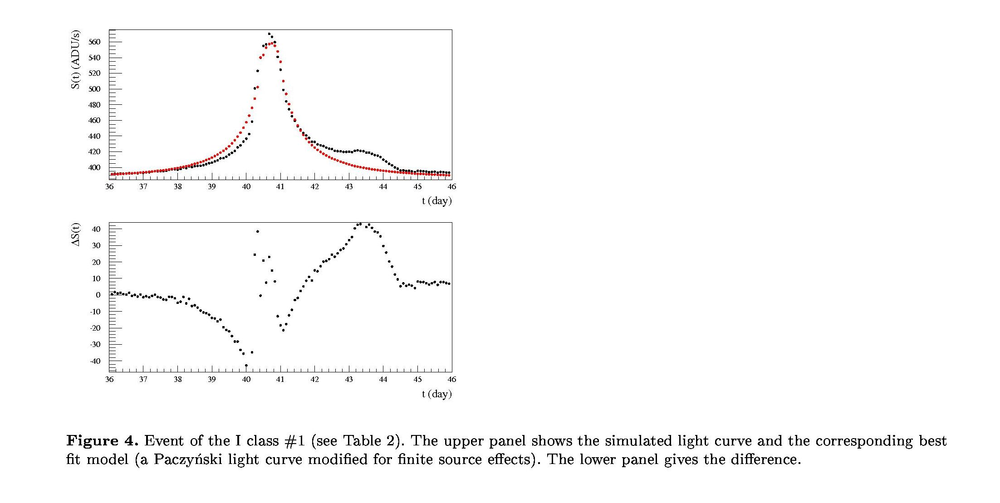 S(t) (ADU/s)
560
540
520
500
480
460
440
420
400
36 37 38 39 40 41 42 43 44 45 46
t (day)
ΔS(t)
40
30
20
10
0
-10
-20
-30
-40
36 37 38 39 40 41 42 43 44 45 46
t (day)
Figure 4. Event of the I class #1 (see Table 2). The upper panel shows the simulated light curve and the corresponding best
fit model (a Paczyński light curve modified for finite source effects). The lower panel gives the difference.